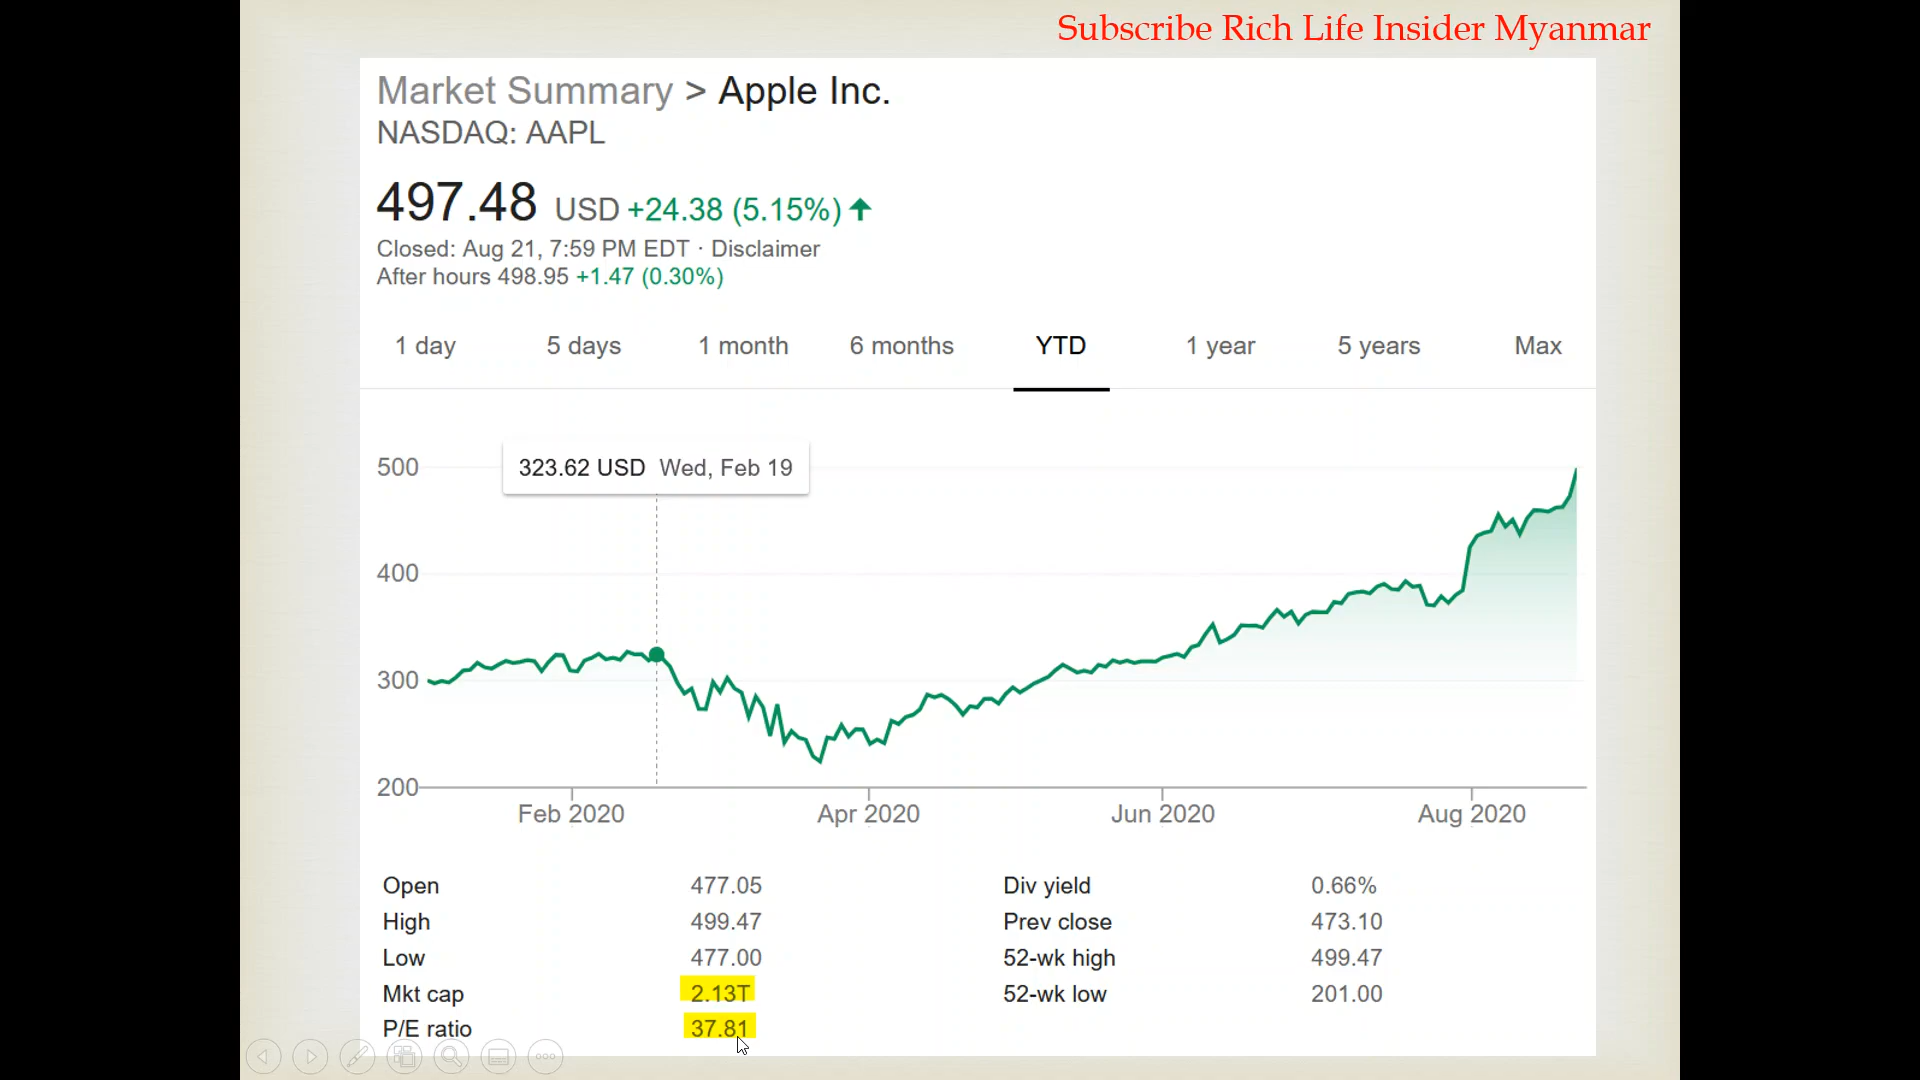 Subscribe Rich Life Insider Myanmar
Market Summary > Apple Inc.
NASDAQ: AAPL
497.48 USD +24.38 (5.15%)
Closed: Aug 21, 7:59 PM EDT · Disclaimer
After hours 498.95 +1.47 (0.30%)
1 day 5 days 1 month 6 months YTD 1 year 5 years Max
323.62 USD Wed, Feb 19
500
400
300
200
Feb 2020 Apr 2020 Jun 2020 Aug 2020
Open 477.05 Div yield 0.66%
High 499.47 Prev close 473.10
Low 477.00 52-wk high 499.47
Mkt cap 2.13T 52-wk low 201.00
P/E ratio 37.81